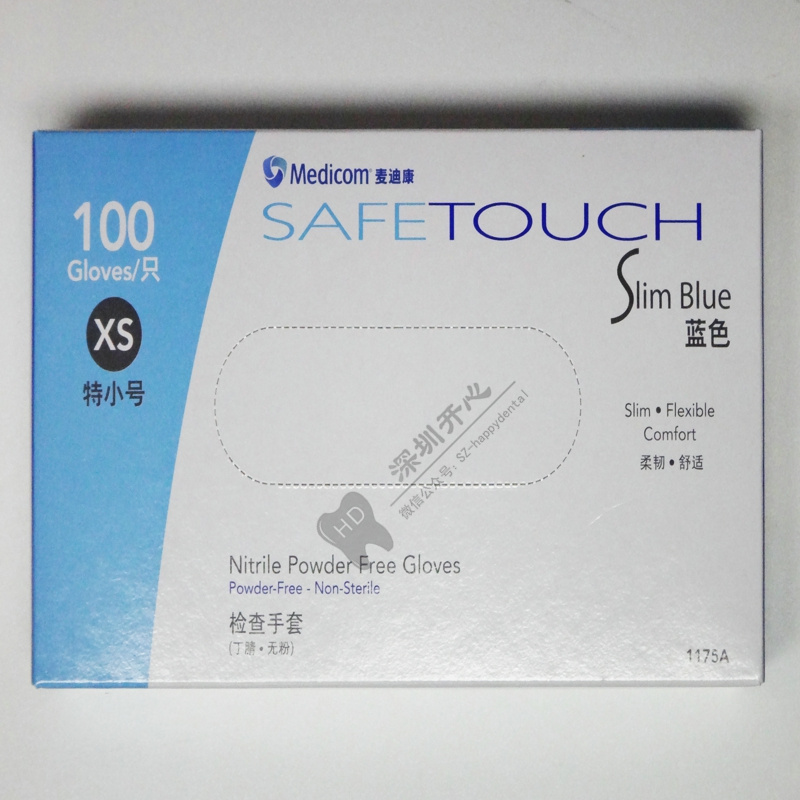 100
Gloves/只
XS
特小号
Medicom® 麦迪康
SAFETOUCH
Slim Blue
蓝色
Slim • Flexible
Comfort
柔韧 • 舒适
深圳开心
微信公众号：SZ-happydental
HD
Nitrile Powder Free Gloves
Powder-Free - Non-Sterile
检查手套
(丁腈 • 无粉)
1175A